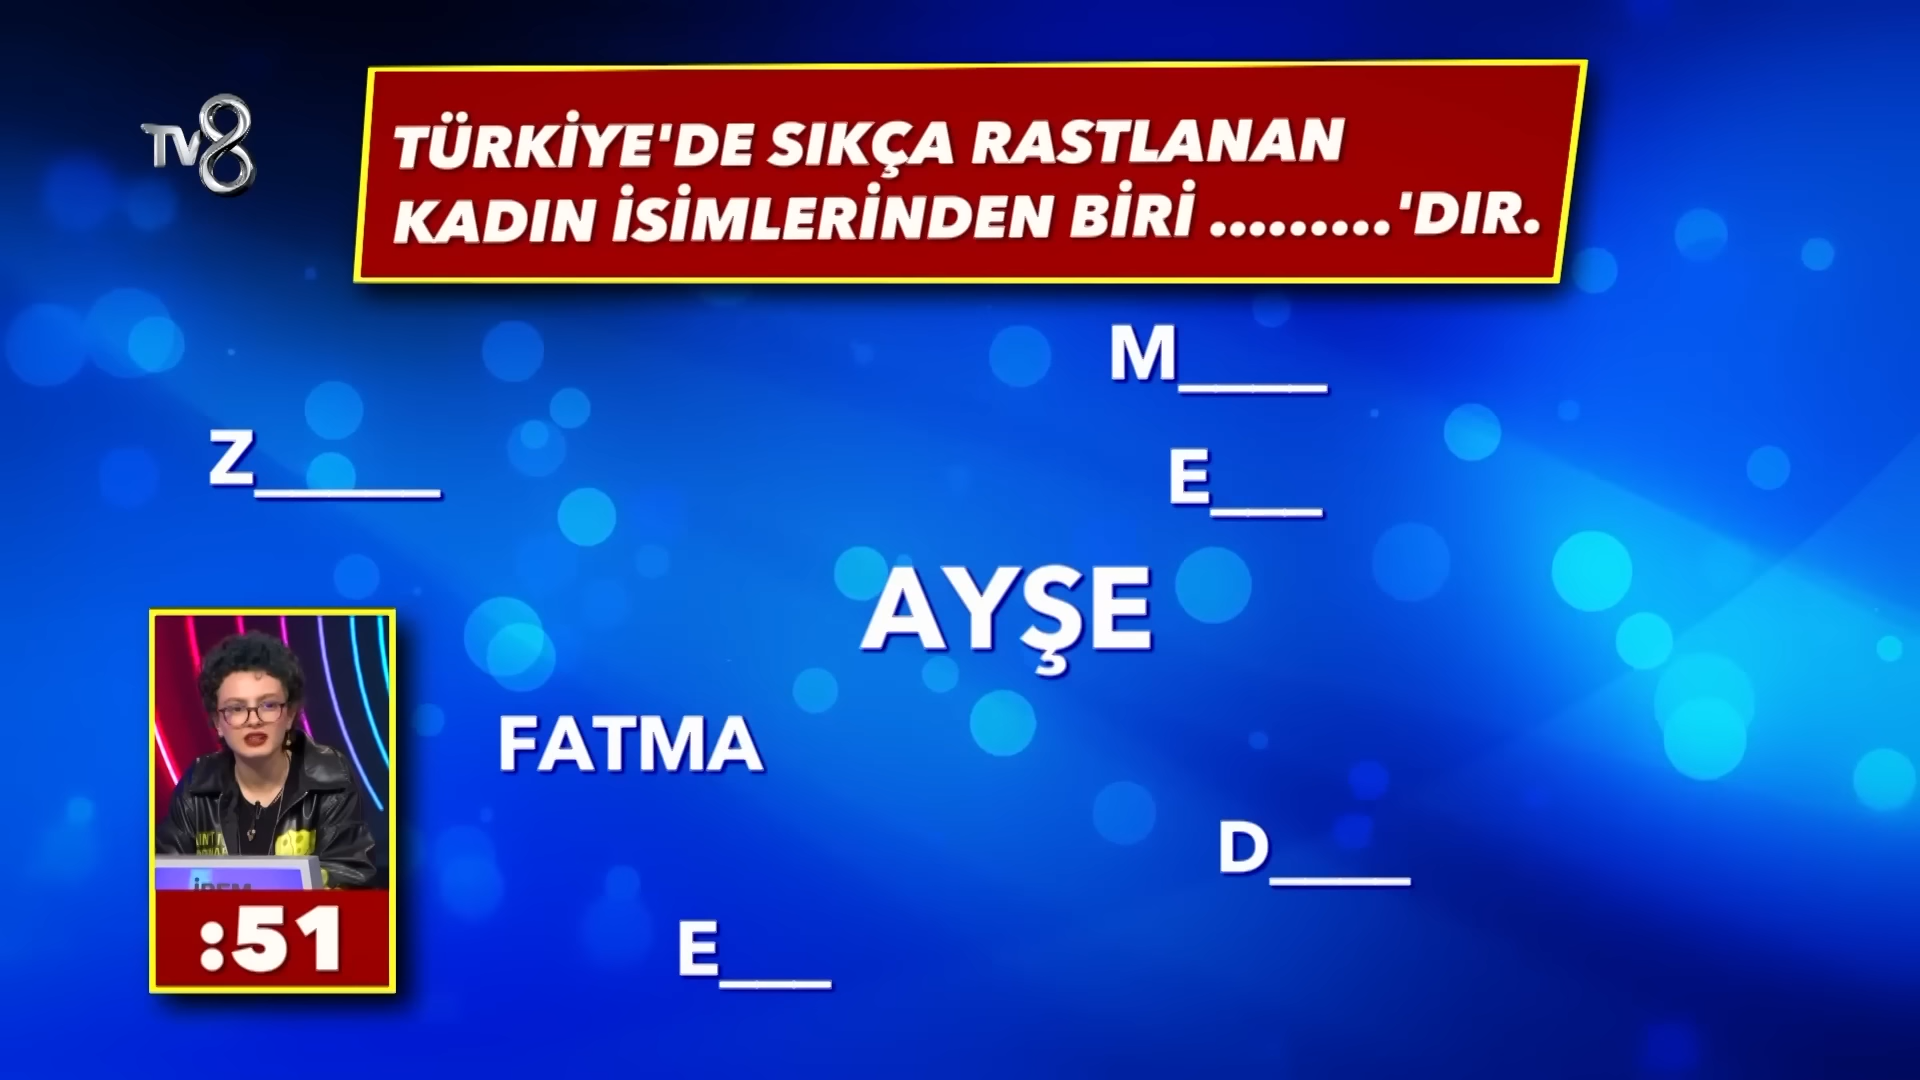 TV8
TÜRKİYE'DE SIKÇA RASTLANAN
KADIN İSİMLERİNDEN BİRİ .........'DIR.
M____
Z_____
E___
AYŞE
FATMA
D____
E___
İREM
:51